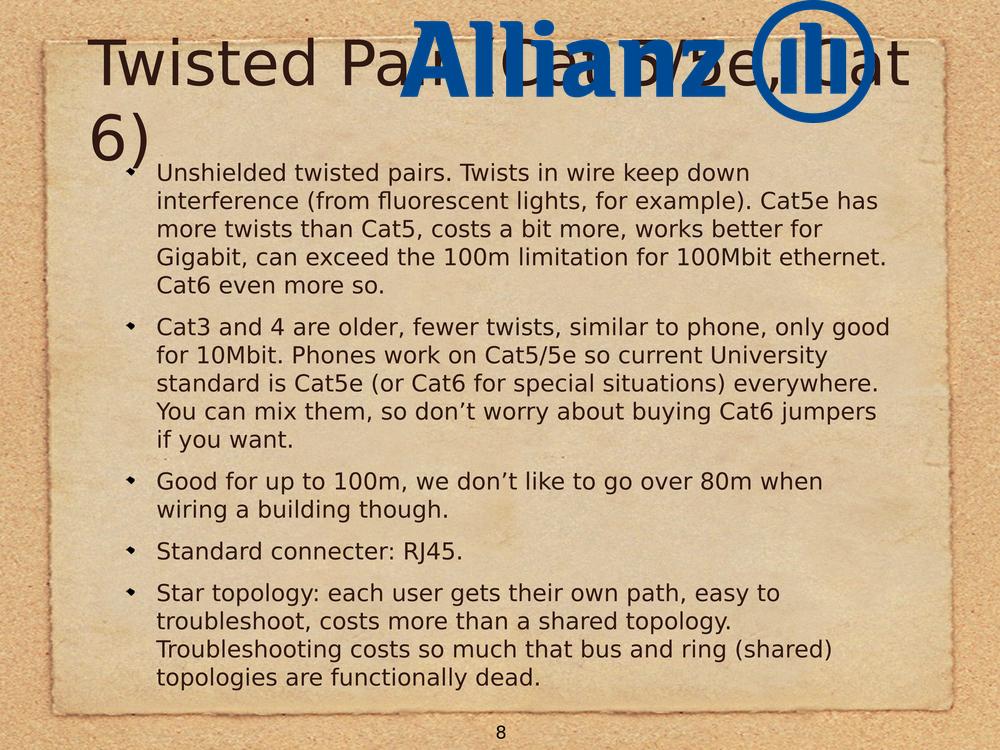 Allianz
Twisted Pair (Cat 5/5e, Cat
6)
Unshielded twisted pairs. Twists in wire keep down
interference (from fluorescent lights, for example). Cat5e has
more twists than Cat5, costs a bit more, works better for
Gigabit, can exceed the 100m limitation for 100Mbit ethernet.
Cat6 even more so.
Cat3 and 4 are older, fewer twists, similar to phone, only good
for 10Mbit. Phones work on Cat5/5e so current University
standard is Cat5e (or Cat6 for special situations) everywhere.
You can mix them, so don’t worry about buying Cat6 jumpers
if you want.
Good for up to 100m, we don’t like to go over 80m when
wiring a building though.
Standard connecter: RJ45.
Star topology: each user gets their own path, easy to
troubleshoot, costs more than a shared topology.
Troubleshooting costs so much that bus and ring (shared)
topologies are functionally dead.
8